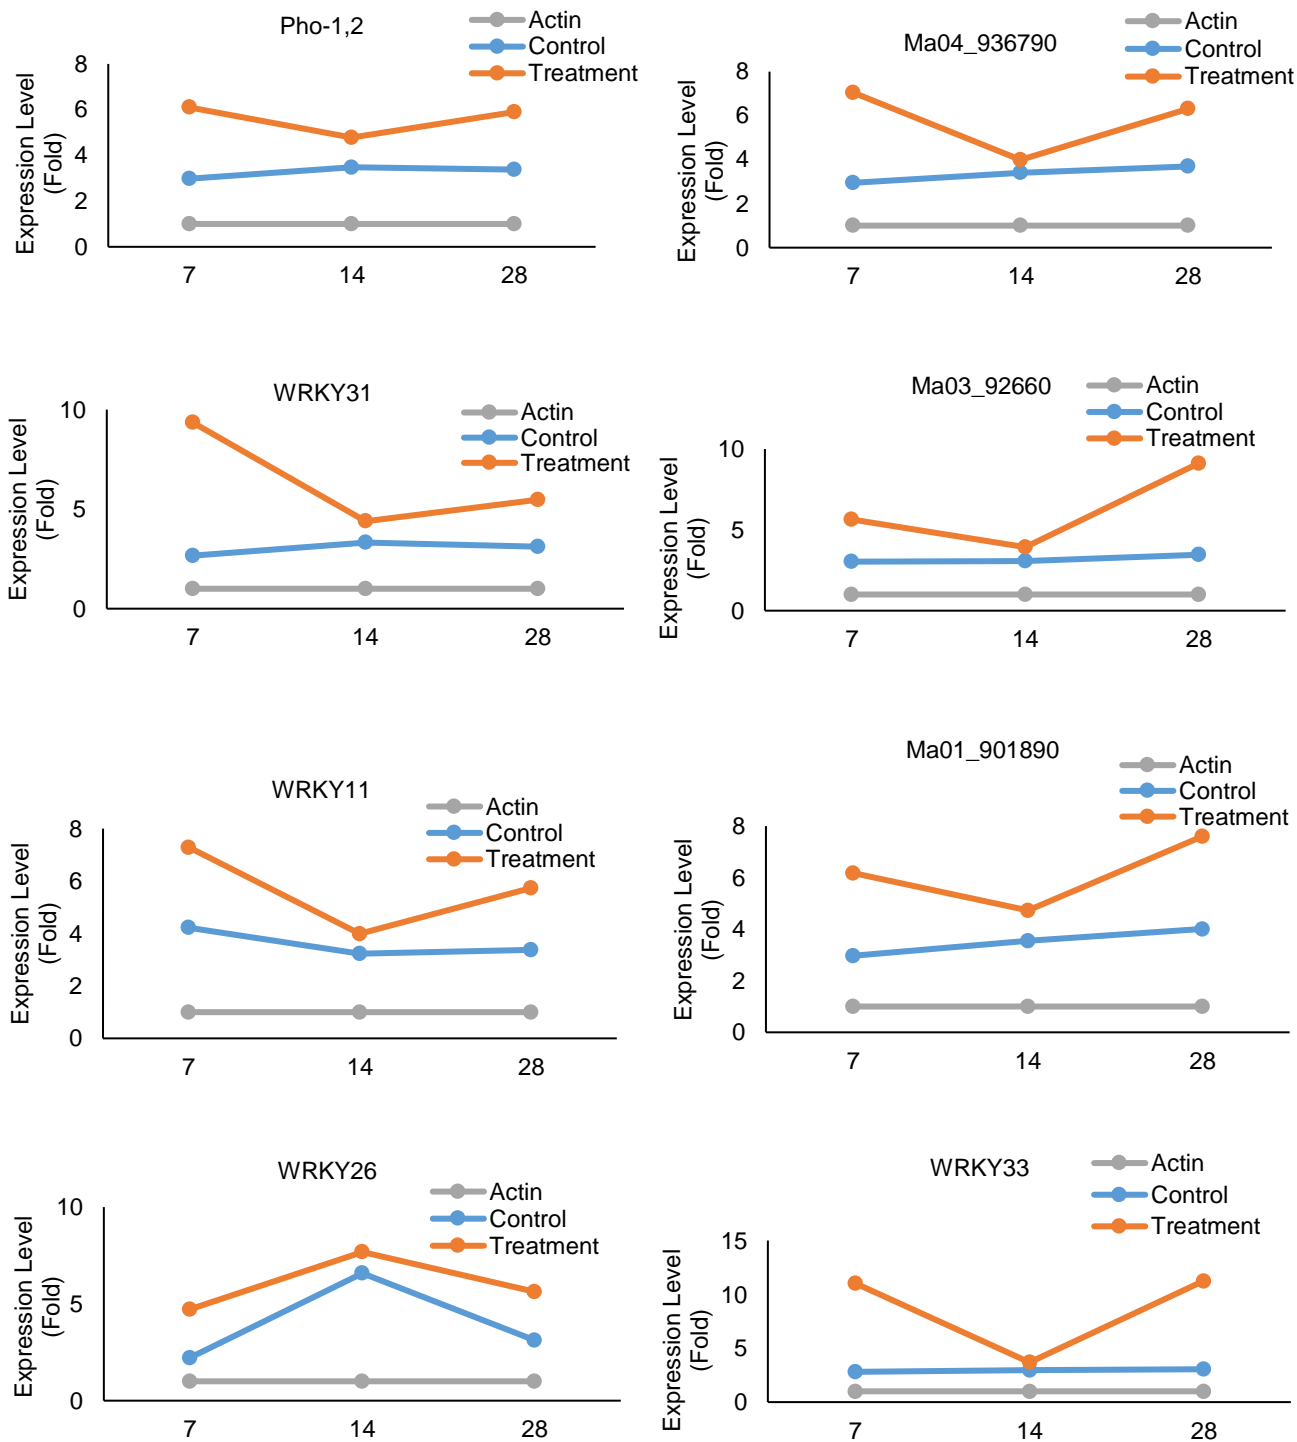 Pho-1,2
Actin
Control
Treatment
Expression Level
(Fold)
8
6
4
2
0
7 14 28
Ma04_936790
Actin
Control
Treatment
Expression Level
(Fold)
8
6
4
2
0
7 14 28
WRKY31
Actin
Control
Treatment
Expression Level
(Fold)
10
5
0
7 14 28
Ma03_92660
Actin
Control
Treatment
Expression Level
(Fold)
10
5
0
7 14 28
WRKY11
Actin
Control
Treatment
Expression Level
(Fold)
8
6
4
2
0
7 14 28
Ma01_901890
Actin
Control
Treatment
Expression Level
(Fold)
8
6
4
2
0
7 14 28
WRKY26
Actin
Control
Treatment
Expression Level
(Fold)
10
5
0
7 14 28
WRKY33
Actin
Control
Treatment
Expression Level
(Fold)
15
10
5
0
7 14 28